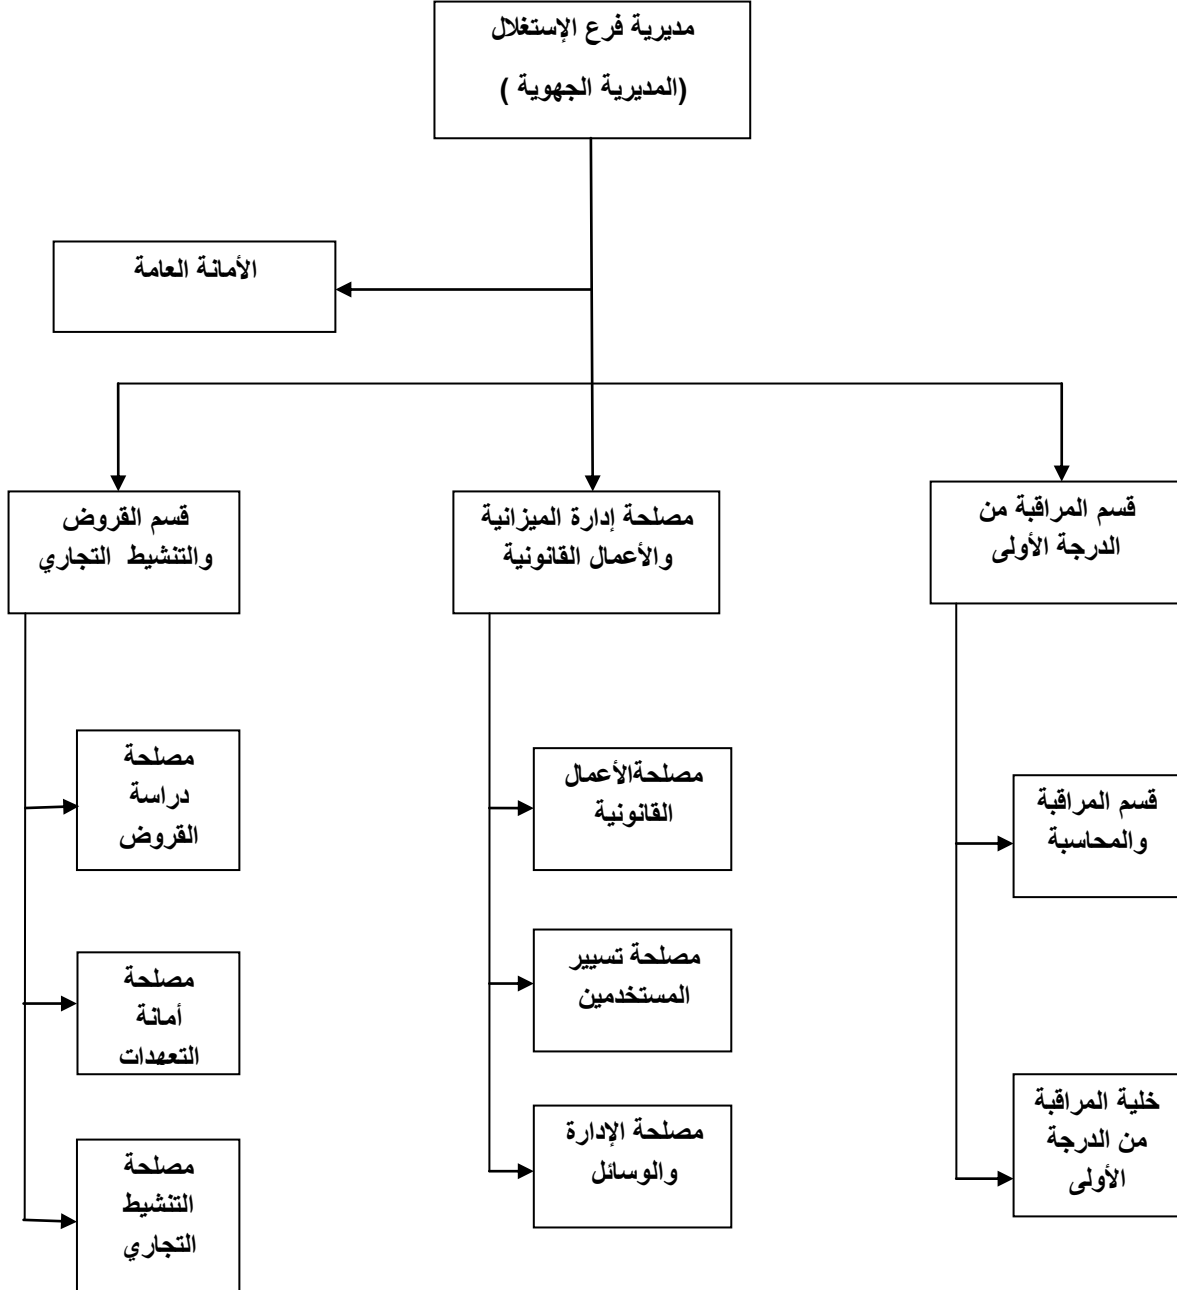 مديرية فرع الإستغلال
(المديرية الجهوية )
الأمانة العامة
قسم المراقبة من
الدرجة الأولى
مصلحة إدارة الميزانية
والأعمال القانونية
قسم القروض
والتنشيط التجاري
قسم المراقبة
والمحاسبة
خلية المراقبة
من الدرجة
الأولى
مصلحةالأعمال
القانونية
مصلحة تسيير
المستخدمين
مصلحة الإدارة
والوسائل
مصلحة
دراسة
القروض
مصلحة
أمانة
التعهدات
مصلحة
التنشيط
التجاري